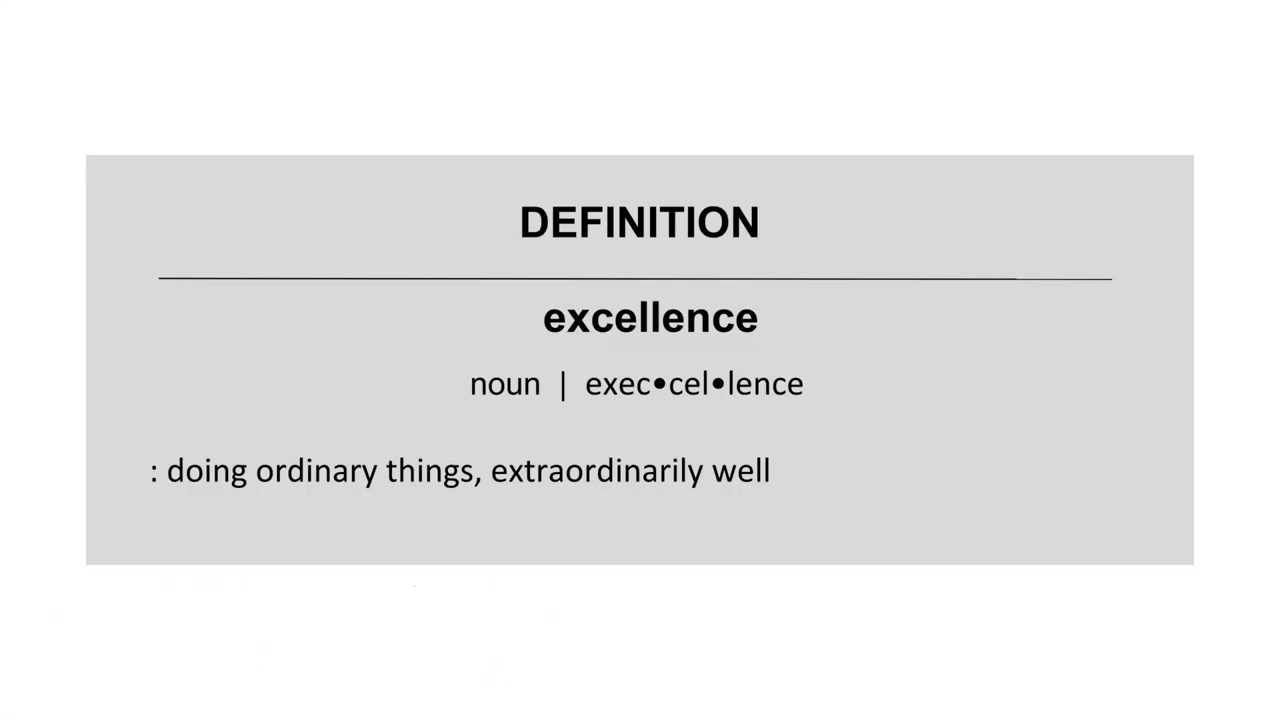 DEFINITION
excellence
noun | exec•cel•lence
: doing ordinary things, extraordinarily well